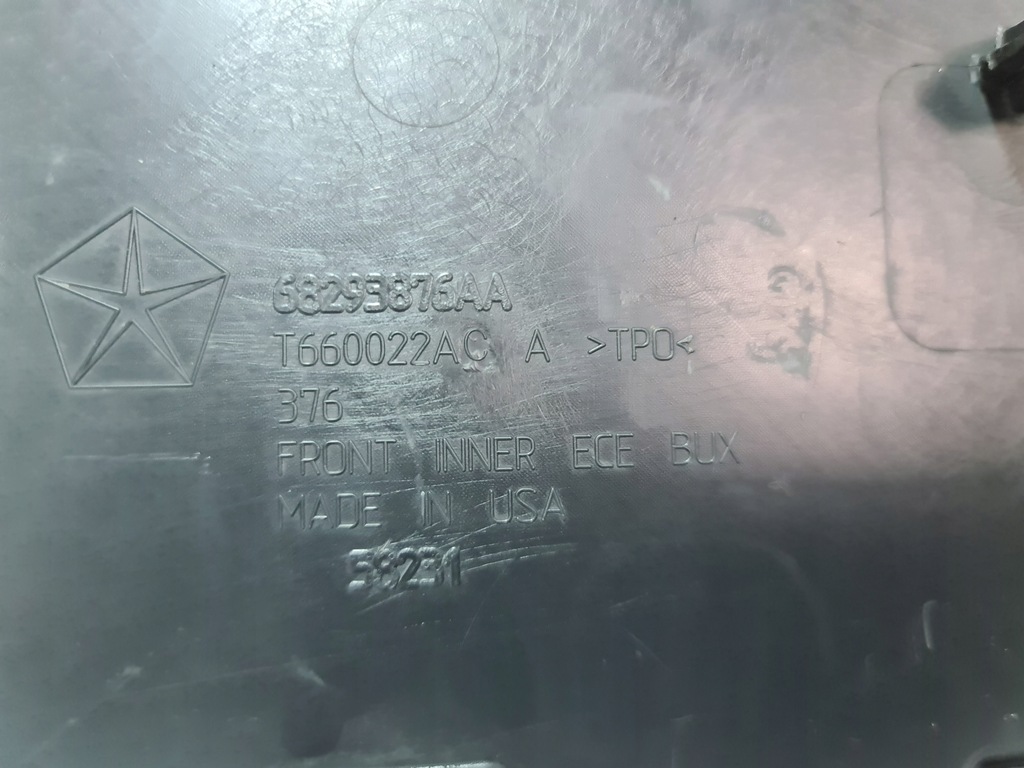 68293876AA
T660022AC A >TPO<
376
FRONT INNER ECE BUX
MADE IN USA
58231